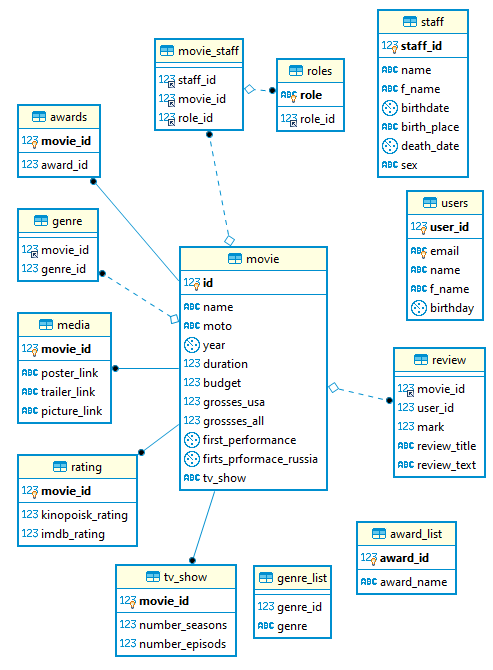 staff
123 staff_id
ABC name
ABC f_name
birthdate
ABC birth_place
death_date
ABC sex
movie_staff
123 staff_id
123 movie_id
123 role_id
roles
ABC role
123 role_id
awards
123 movie_id
123 award_id
users
123 user_id
ABC email
ABC name
ABC f_name
birthday
genre
123 movie_id
123 genre_id
movie
123 id
ABC name
ABC moto
year
123 duration
123 budget
123 grosses_usa
123 grossses_all
first_performance
firts_prformace_russia
ABC tv_show
media
123 movie_id
ABC poster_link
ABC trailer_link
ABC picture_link
review
123 movie_id
123 user_id
123 mark
ABC review_title
ABC review_text
rating
123 movie_id
123 kinopoisk_rating
123 imdb_rating
award_list
123 award_id
ABC award_name
tv_show
123 movie_id
123 number_seasons
123 number_episods
genre_list
123 genre_id
ABC genre